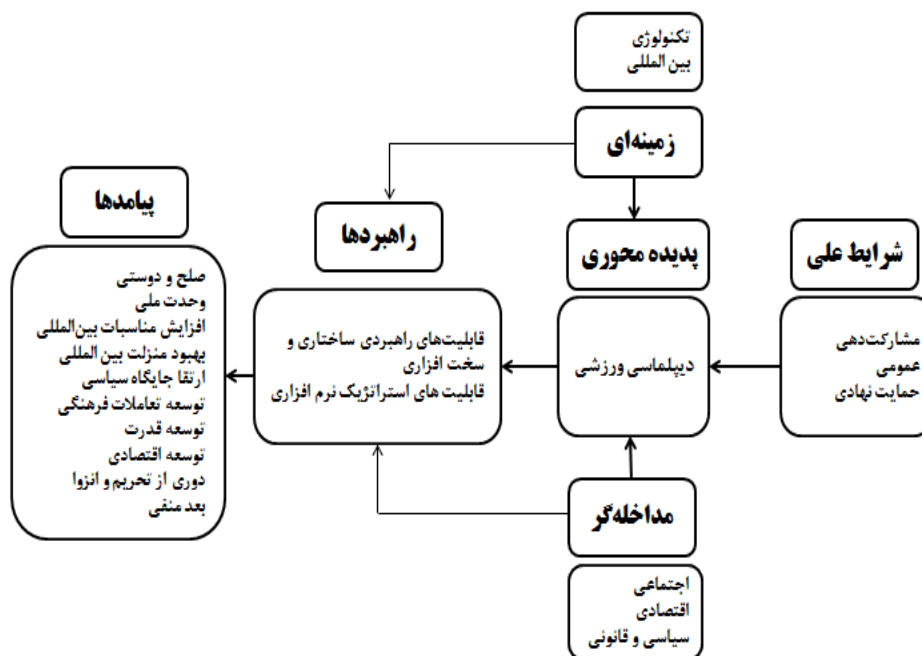 تکنولوژی
بین المللی
زمینه‌ای
شرایط علی
مشارکت‌دهی
عمومی
حمایت نهادی
پدیده محوری
دیپلماسی ورزشی
مداخله‌گر
اجتماعی
اقتصادی
سیاسی و قانونی
راهبردها
قابلیت‌های راهبردی ساختاری و
سخت افزاری
قابلیت های استراتژیک نرم افزاری
پیامدها
صلح و دوستی
وحدت ملی
افزایش مناسبات بین‌المللی
بهبود منزلت بین المللی
ارتقا جایگاه سیاسی
توسعه تعاملات فرهنگی
توسعه قدرت
توسعه اقتصادی
دوری از تحریم و انزوا
بعد منفی